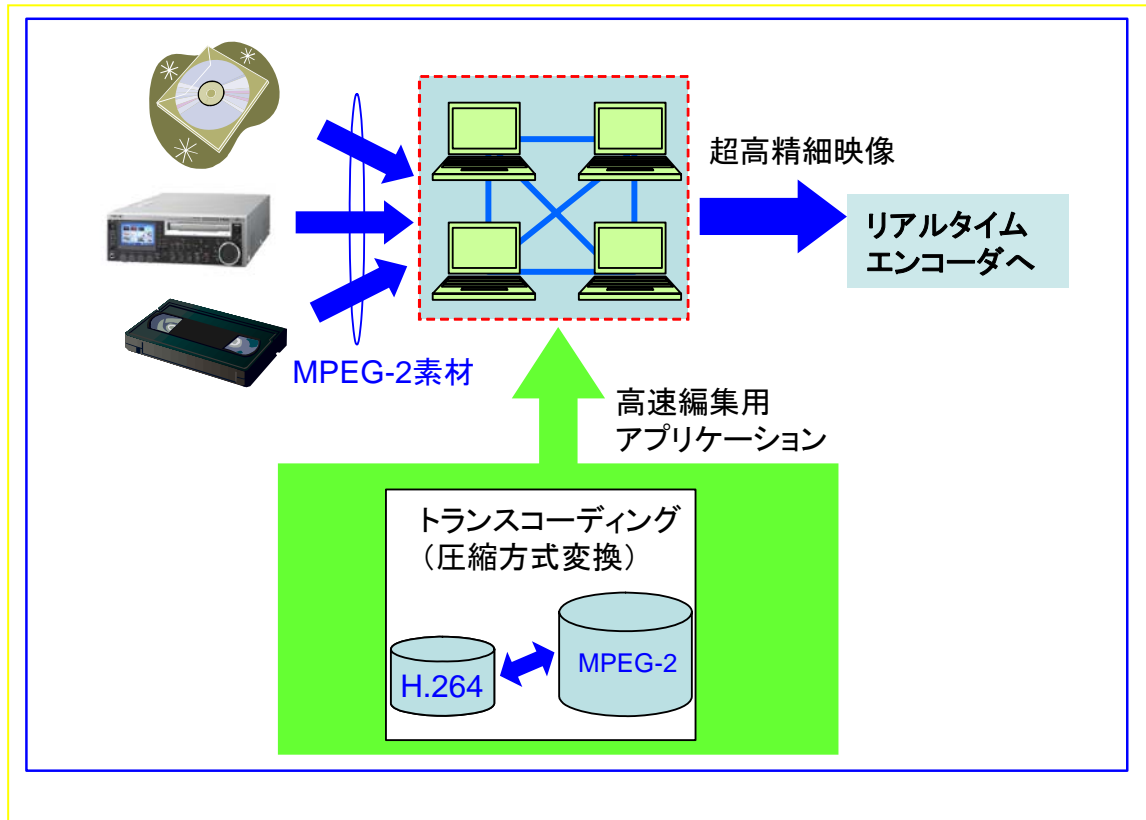 超高精細映像
リアルタイム
エンコーダへ
MPEG-2素材
高速編集用
アプリケーション
トランスコーディング
（圧縮方式変換）
MPEG-2
H.264